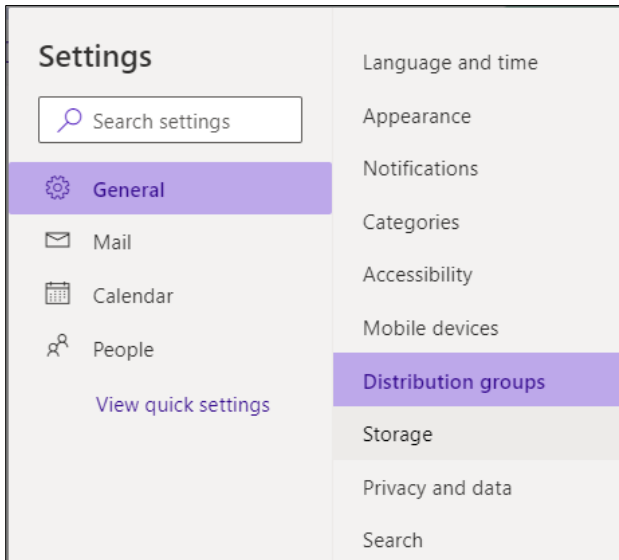 Settings
Search settings
General
Mail
Calendar
People
View quick settings
Language and time
Appearance
Notifications
Categories
Accessibility
Mobile devices
Distribution groups
Storage
Privacy and data
Search